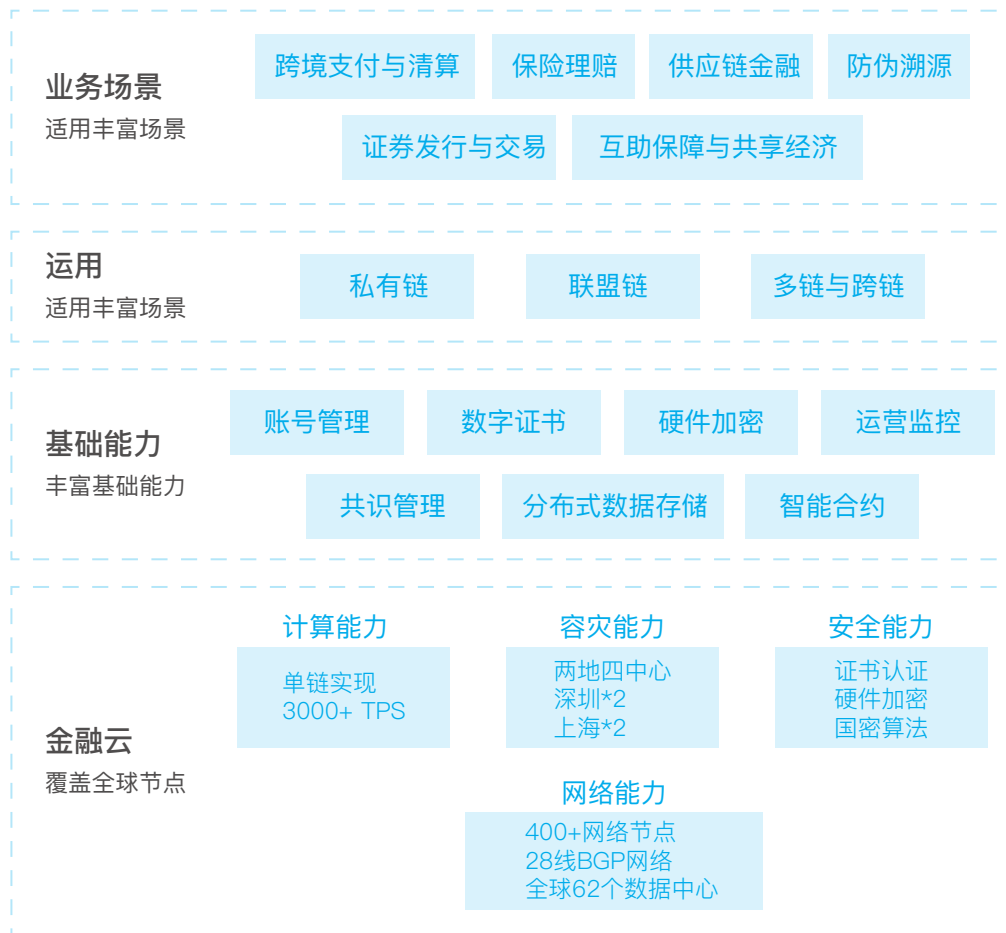 业务场景
适用丰富场景
跨境支付与清算
保险理赔
供应链金融
防伪溯源
证券发行与交易
互助保障与共享经济
运用
适用丰富场景
私有链
联盟链
多链与跨链
基础能力
丰富基础能力
账号管理
数字证书
硬件加密
运营监控
共识管理
分布式数据存储
智能合约
金融云
覆盖全球节点
计算能力
单链实现
3000+ TPS
容灾能力
两地四中心
深圳*2
上海*2
安全能力
证书认证
硬件加密
国密算法
网络能力
400+网络节点
28线BGP网络
全球62个数据中心